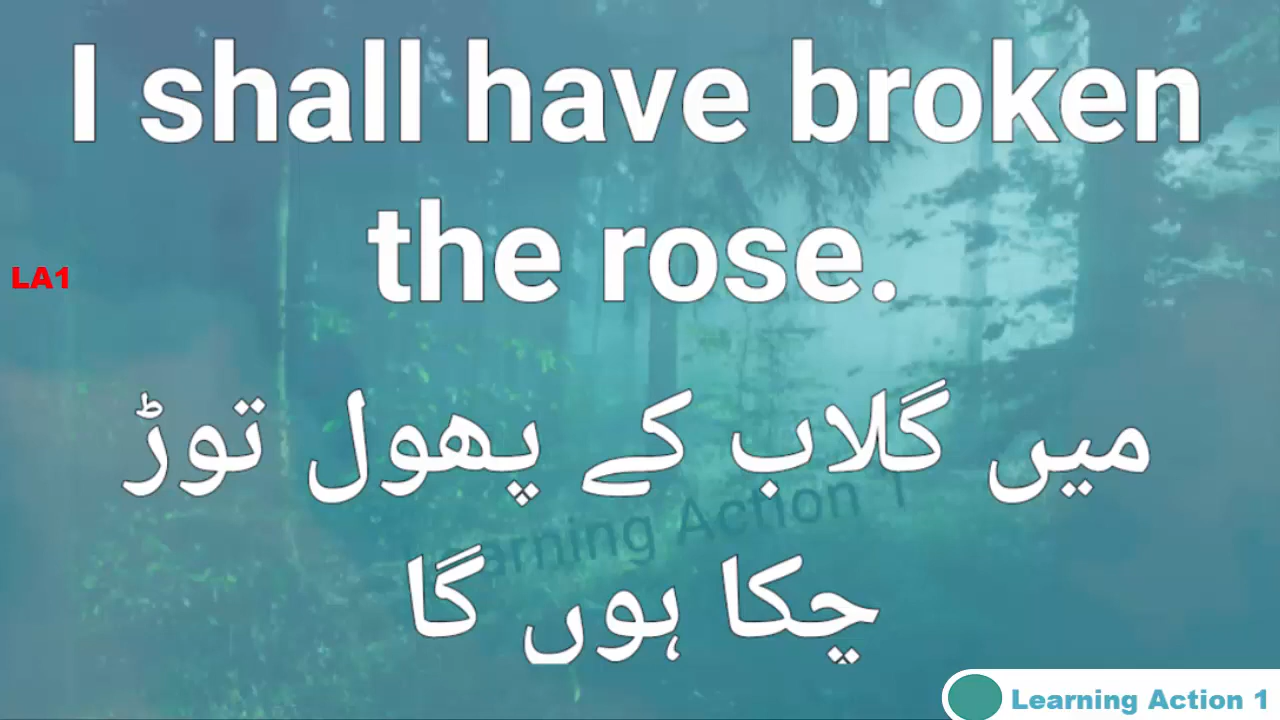 I shall have broken
the rose.
LA1
میں گلاب کے پھول توڑ
چکا ہوں گا
Learning Action 1
Learning Action 1